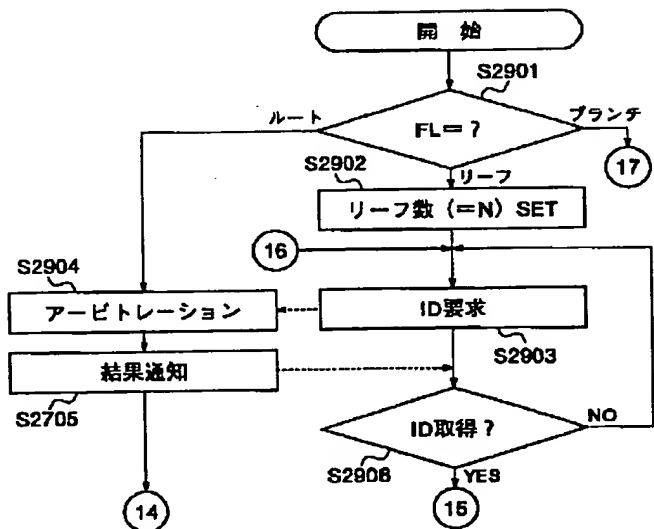 開 始
S2901
ルート
FL=?
ブランチ
17
S2902
リーフ
リーフ数 (=N) SET
16
S2904
アービトレーション
ID要求
S2903
結果通知
S2705
ID取得?
NO
S2906
YES
14
15